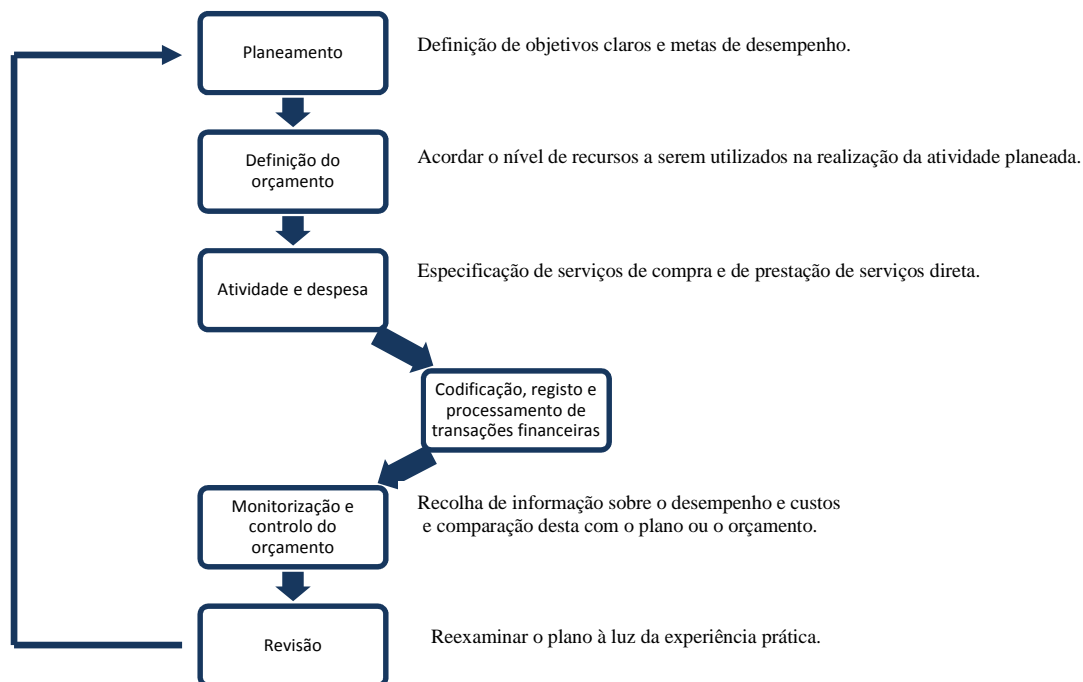 Planeamento
Definição de objetivos claros e metas de desempenho.
Definição do
orçamento
Acordar o nível de recursos a serem utilizados na realização da atividade planeada.
Atividade e despesa
Especificação de serviços de compra e de prestação de serviços direta.
Codificação, registo e
processamento de
transações financeiras
Monitorização e
controlo do
orçamento
Recolha de informação sobre o desempenho e custos
e comparação desta com o plano ou o orçamento.
Revisão
Reexaminar o plano à luz da experiência prática.